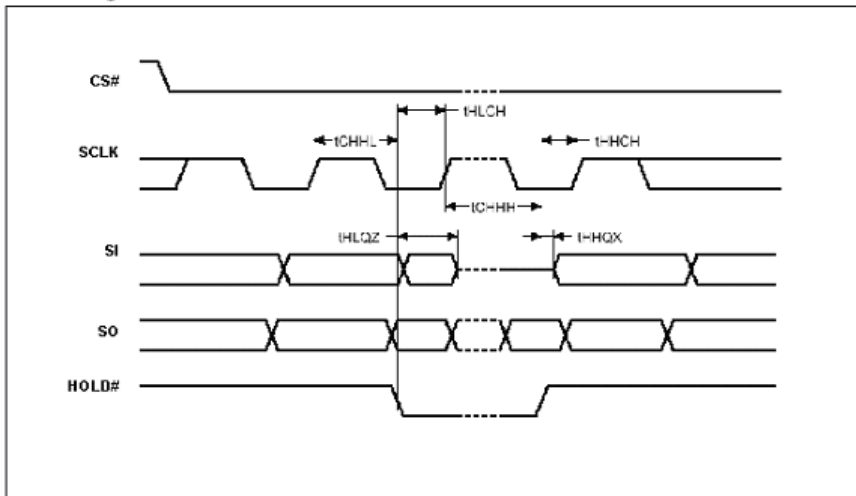 CS#
tHLCH
tCHHL
tHHCH
SCLK
tCHHH
tHLQZ
tHHQX
SI
SO
HOLD#